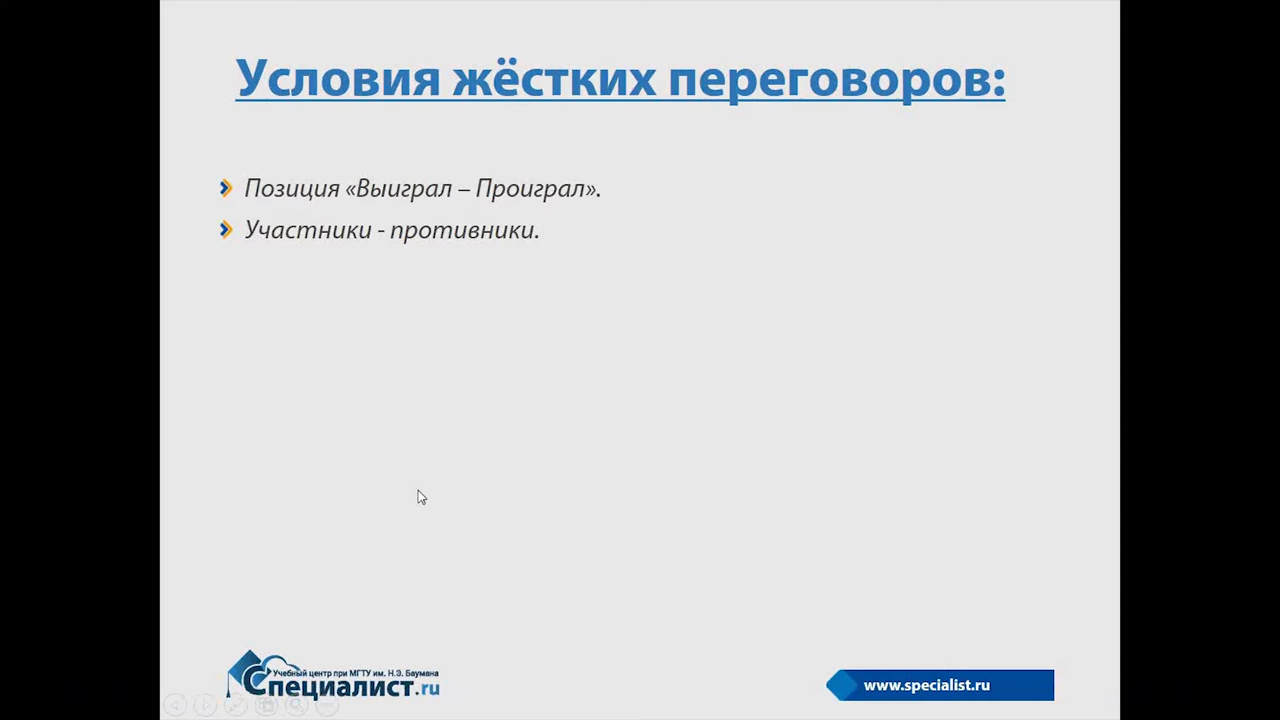 Условия жёстких переговоров:
Позиция «Выиграл – Проиграл».
Участники - противники.
Учебный центр при МГТУ им. Н.Э. Баумана
Специалист.ru
www.specialist.ru